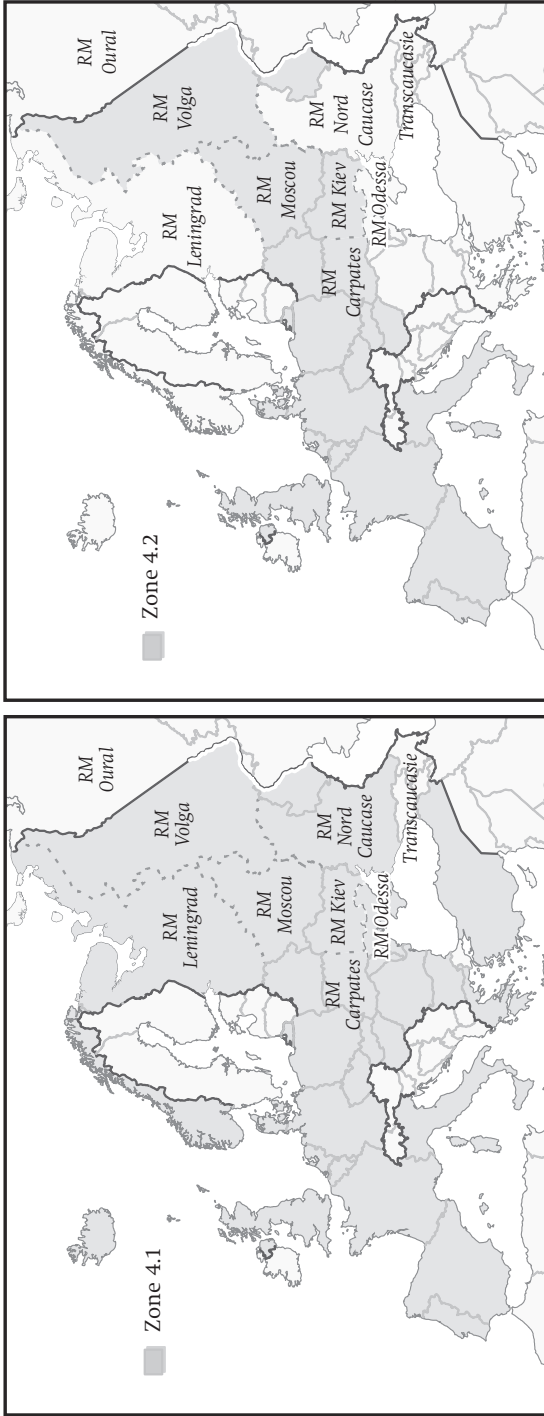 Zone 4.1
RM
Oural
RM
Volga
RM
Leningrad
RM
Moscou
RM
Nord
Caucase
Transcaucasie
RM Kiev
RM Odessa
RM
Carpates
Zone 4.2
RM
Oural
RM
Volga
RM
Leningrad
RM
Moscou
RM
Nord
Caucase
Transcaucasie
RM Kiev
RM Odessa
RM
Carpates